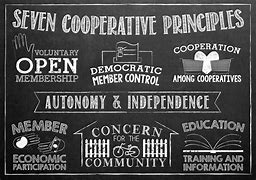 SEVEN COOPERATIVE PRINCIPLES
VOLUNTARY
OPEN
MEMBERSHIP
DEMOCRATIC
MEMBER CONTROL
COOPERATION
AMONG COOPERATIVES
AUTONOMY & INDEPENDENCE
MEMBER
ECONOMIC
PARTICIPATION
CONCERN
FOR THE
COMMUNITY
EDUCATION
TRAINING AND
INFORMATION